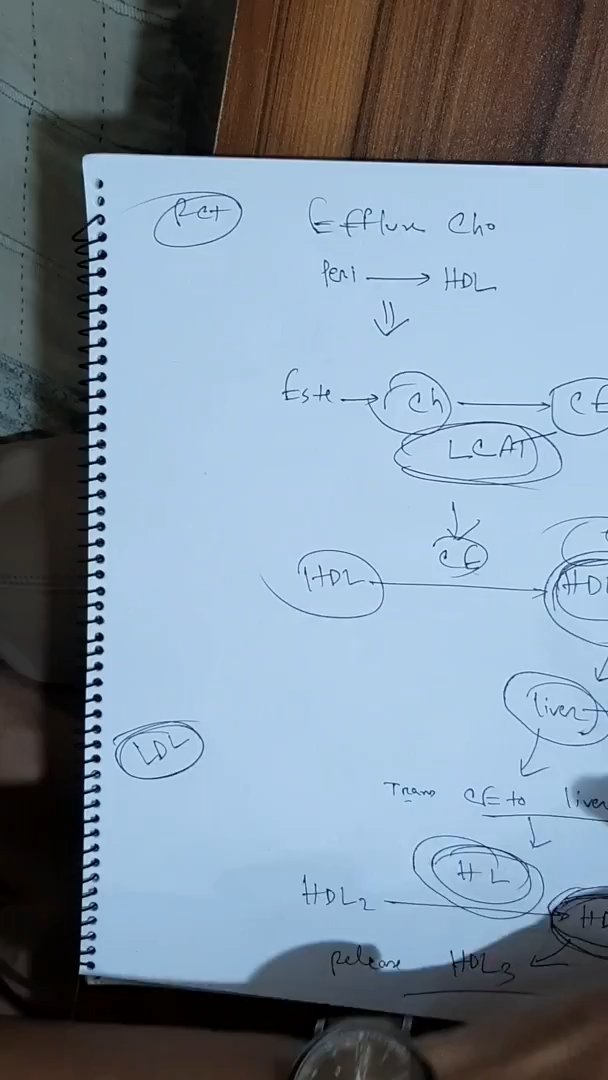 RCT
Efflux Cho
Peri → HDL
Este → Ch → CE
LCAT
CE
HDL → HDL
liver
LDL
Trans CE to liver
HL
HDL2 → HD
release HDL3